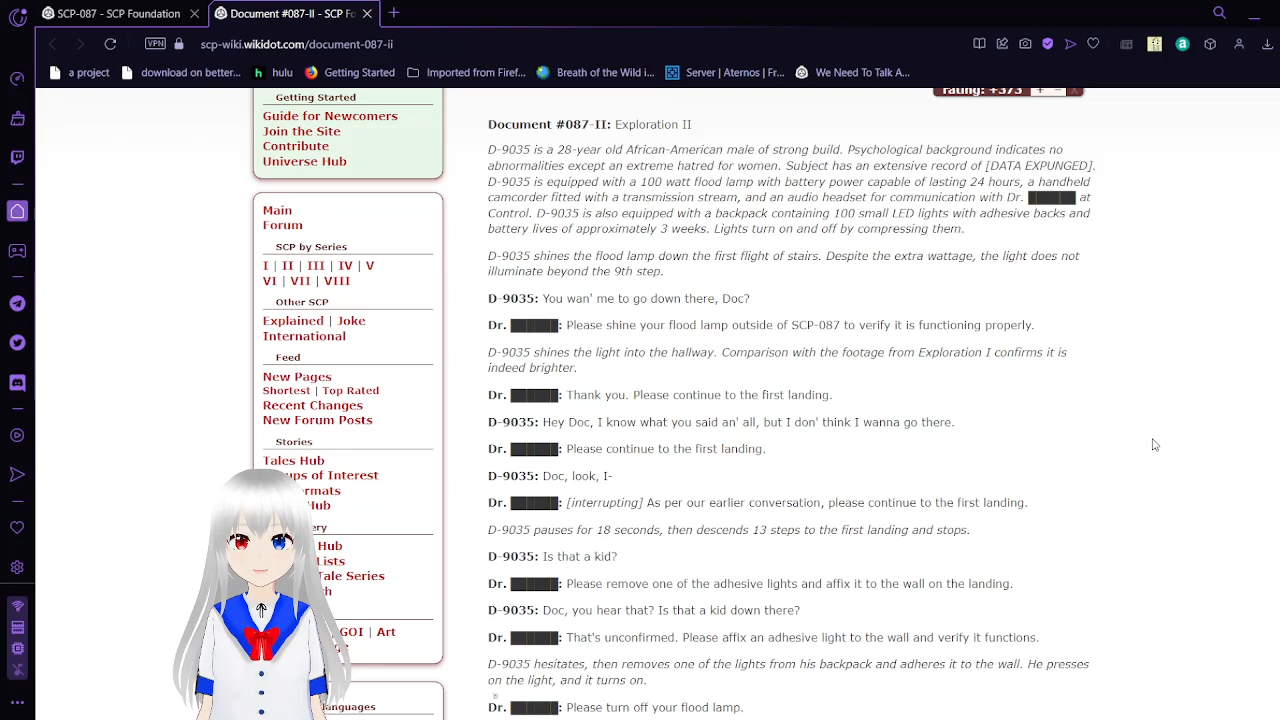 SCP-087 - SCP Foundation
Document #087-II - SCP Fo
VPN
scp-wiki.wikidot.com/document-087-ii
a project
download on better...
hulu
Getting Started
Imported from Firef...
Breath of the Wild i...
Server | Aternos | Fr...
We Need To Talk A...
Getting Started
Guide for Newcomers
Join the Site
Contribute
Universe Hub
Main
Forum
SCP by Series
I | II | III | IV | V
VI | VII | VIII
Other SCP
Explained | Joke
International
Feed
New Pages
Shortest | Top Rated
Recent Changes
New Forum Posts
Stories
Tales Hub
ups of Interest
ormats
Hub
ery
Hub
Lists
Tale Series
ch
GOI | Art
anguages
rating: +373 + – x
Document #087-II: Exploration II
D-9035 is a 28-year old African-American male of strong build. Psychological background indicates no
abnormalities except an extreme hatred for women. Subject has an extensive record of [DATA EXPUNGED].
D-9035 is equipped with a 100 watt flood lamp with battery power capable of lasting 24 hours, a handheld
camcorder fitted with a transmission stream, and an audio headset for communication with Dr. ██████ at
Control. D-9035 is also equipped with a backpack containing 100 small LED lights with adhesive backs and
battery lives of approximately 3 weeks. Lights turn on and off by compressing them.
D-9035 shines the flood lamp down the first flight of stairs. Despite the extra wattage, the light does not
illuminate beyond the 9th step.
D-9035: You wan' me to go down there, Doc?
Dr. ██████: Please shine your flood lamp outside of SCP-087 to verify it is functioning properly.
D-9035 shines the light into the hallway. Comparison with the footage from Exploration I confirms it is
indeed brighter.
Dr. ██████: Thank you. Please continue to the first landing.
D-9035: Hey Doc, I know what you said an' all, but I don' think I wanna go there.
Dr. ██████: Please continue to the first landing.
D-9035: Doc, look, I-
Dr. ██████: [interrupting] As per our earlier conversation, please continue to the first landing.
D-9035 pauses for 18 seconds, then descends 13 steps to the first landing and stops.
D-9035: Is that a kid?
Dr. ██████: Please remove one of the adhesive lights and affix it to the wall on the landing.
D-9035: Doc, you hear that? Is that a kid down there?
Dr. ██████: That's unconfirmed. Please affix an adhesive light to the wall and verify it functions.
D-9035 hesitates, then removes one of the lights from his backpack and adheres it to the wall. He presses
on the light, and it turns on.
Dr. ██████: Please turn off your flood lamp.